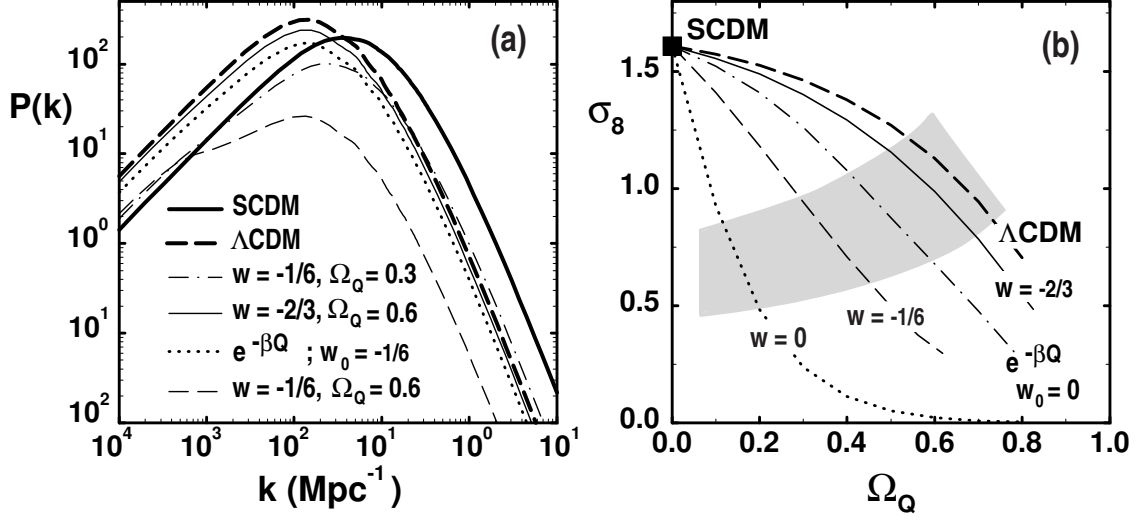 (a)
P(k)
10²
10²
10¹
10⁰
10¹
10²
SCDM
ΛCDM
w = -1/6, Ω_Q = 0.3
w = -2/3, Ω_Q = 0.6
e^-βQ ; w₀ = -1/6
w = -1/6, Ω_Q = 0.6
10⁴ 10³ 10² 10¹ 10⁰ 10¹
k (Mpc⁻¹)
(b)
SCDM
σ₈
1.5
1.0
0.5
0.0
ΛCDM
w = -2/3
w = -1/6
w = 0
e^-βQ
w₀ = 0
0.0 0.2 0.4 0.6 0.8 1.0
Ω_Q